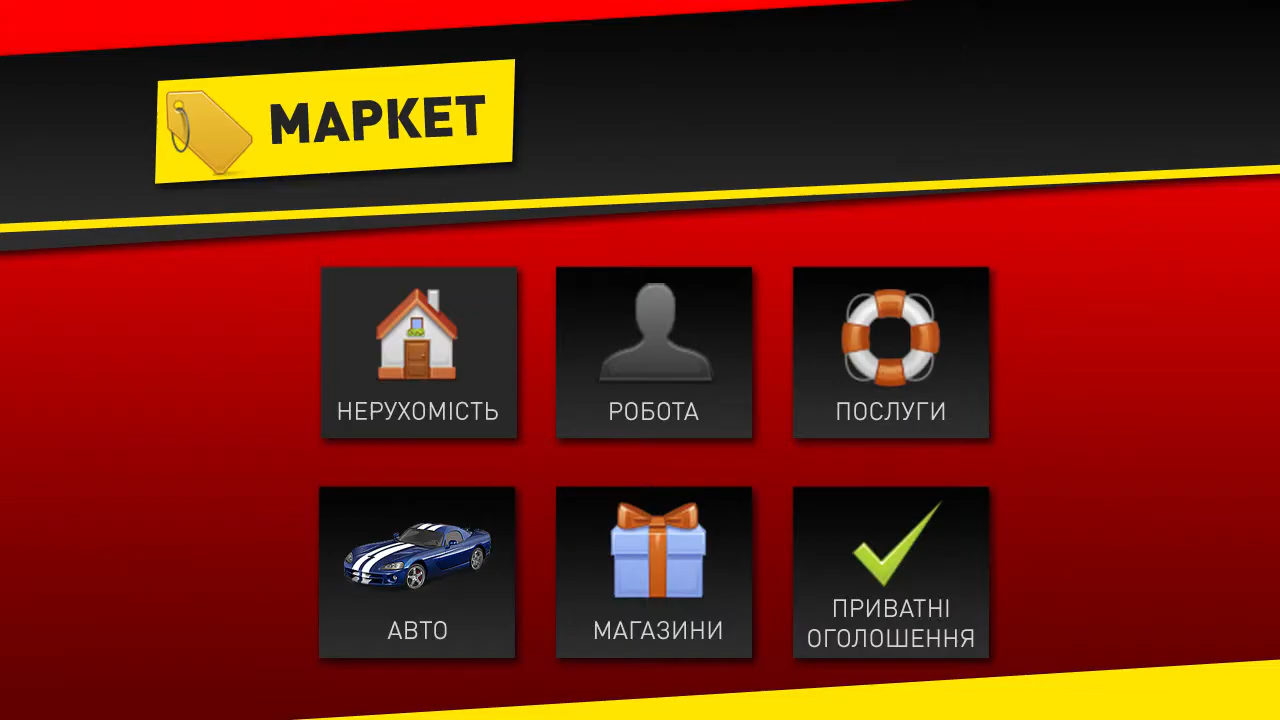 МАРКЕТ
НЕРУХОМІСТЬ
РОБОТА
ПОСЛУГИ
АВТО
МАГАЗИНИ
ПРИВАТНІ
ОГОЛОШЕННЯ